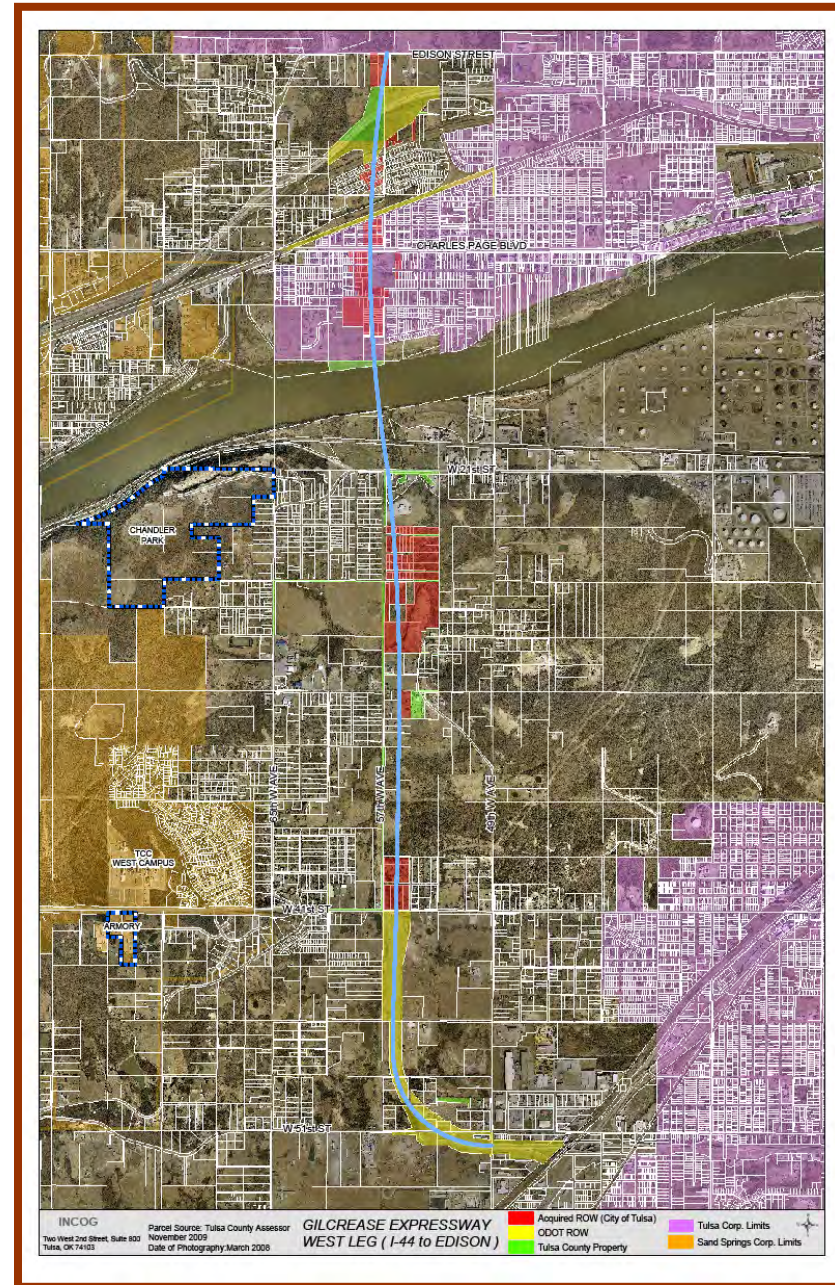 EDISON STREET
CHARLES PAGE BLVD
W 21st ST
CHANDLER
PARK
65th W AVE
57th W AVE
49th W AVE
TCC
WEST CAMPUS
W 41st ST
ARMORY
W 51st ST
INCOG
Two West 2nd Street, Suite 800
Tulsa, OK 74103
Parcel Source: Tulsa County Assessor
November 2009
Date of Photography:March 2008
GILCREASE EXPRESSWAY
WEST LEG ( I-44 to EDISON )
Acquired ROW (City of Tulsa)
ODOT ROW
Tulsa County Property
Tulsa Corp. Limits
Sand Springs Corp. Limits